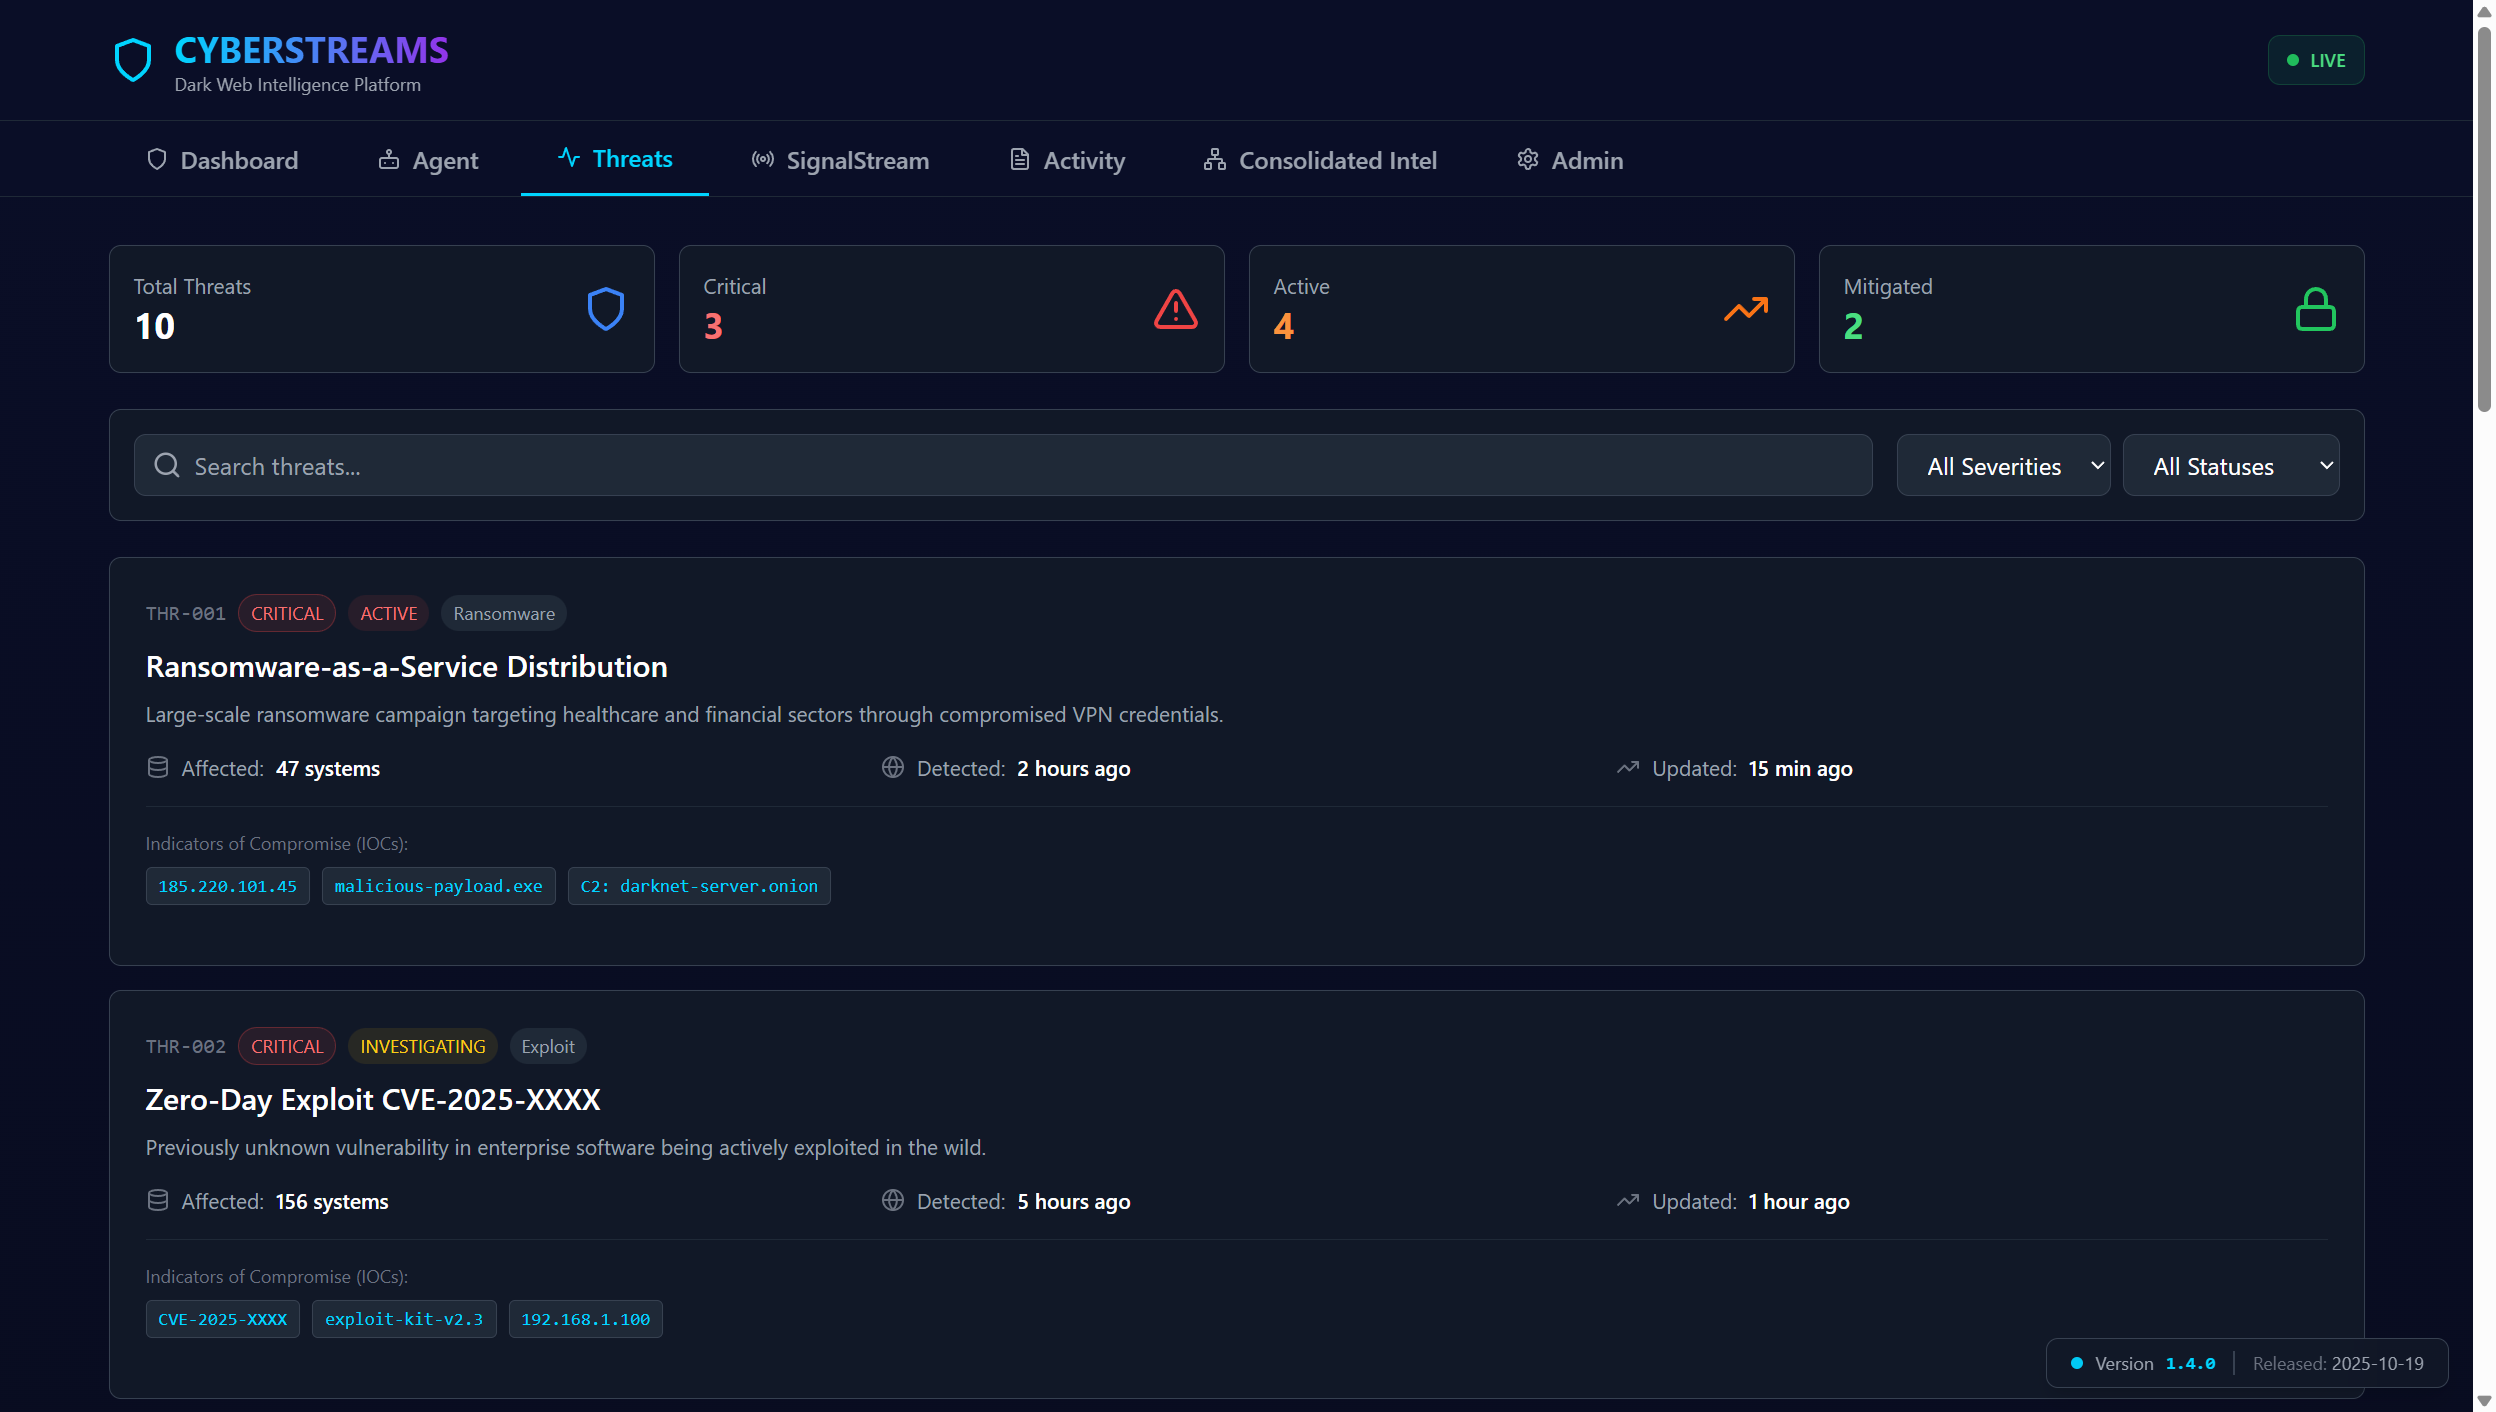 CYBERSTREAMS
Dark Web Intelligence Platform
LIVE
Dashboard Agent Threats SignalStream Activity Consolidated Intel Admin
Total Threats
10
Critical
3
Active
4
Mitigated
2
Search threats...
All Severities
All Statuses
THR-001 CRITICAL ACTIVE Ransomware
Ransomware-as-a-Service Distribution
Large-scale ransomware campaign targeting healthcare and financial sectors through compromised VPN credentials.
Affected: 47 systems Detected: 2 hours ago Updated: 15 min ago
Indicators of Compromise (IOCs):
185.220.101.45 malicious-payload.exe C2: darknet-server.onion
THR-002 CRITICAL INVESTIGATING Exploit
Zero-Day Exploit CVE-2025-XXXX
Previously unknown vulnerability in enterprise software being actively exploited in the wild.
Affected: 156 systems Detected: 5 hours ago Updated: 1 hour ago
Indicators of Compromise (IOCs):
CVE-2025-XXXX exploit-kit-v2.3 192.168.1.100
Version 1.4.0 Released: 2025-10-19